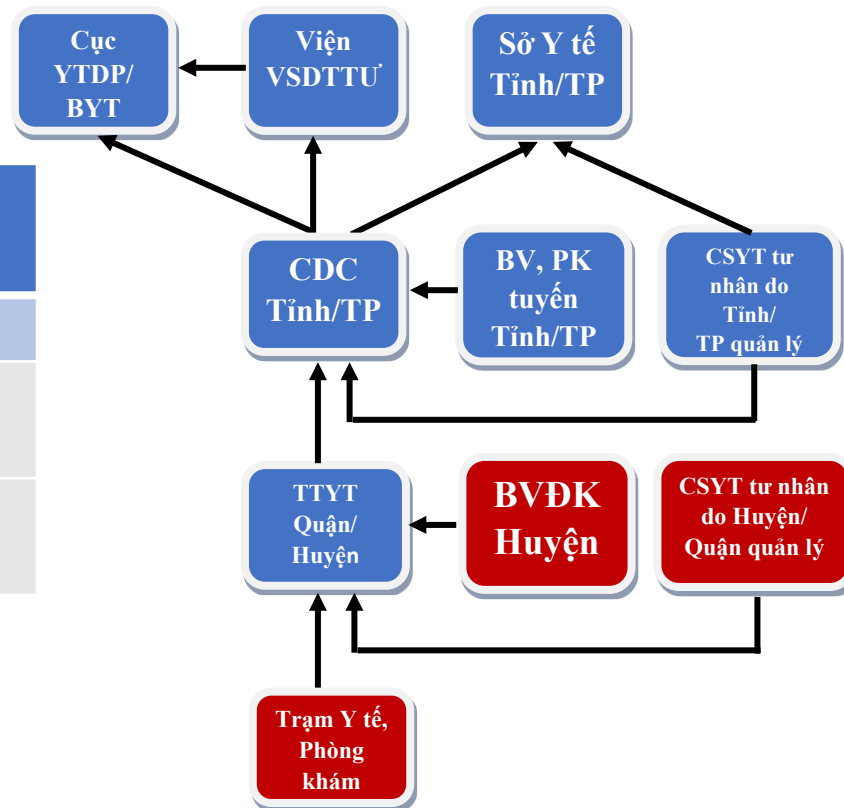 Cục
YTDP/
BYT
Viện
VSDTTƯ
Sở Y tế
Tỉnh/TP
CDC
Tỉnh/TP
BV, PK
tuyến
Tỉnh/TP
CSYT tư
nhân do
Tỉnh/
TP quản lý
TTYT
Quận/
Huyện
BVĐK
Huyện
CSYT tư nhân
do Huyện/
Quận quản lý
Trạm Y tế,
Phòng
khám